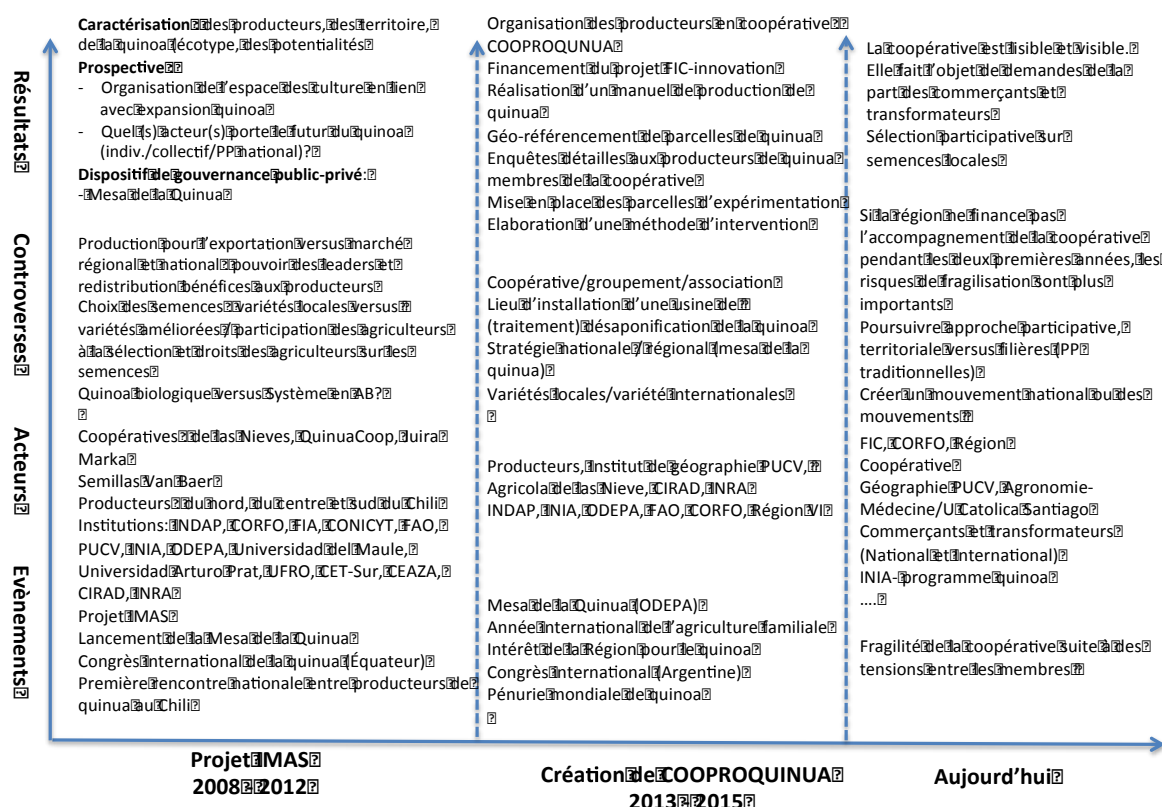 Résultats
Caractérisation des producteurs, des territoire,
de la quinoa (écotype, des potentialités
Prospective
- Organisation de l'espace des culture en lien
avec expansion quinoa
- Quel(s) acteur(s) porte le futur du quinoa
(indiv./collectif/PP national)?
Dispositif de gouvernance public-privé:
- Mesa de la Quinua
Organisation des producteurs en coopérative
COOPROQUNUA
Financement du projet FIC-innovation
Réalisation d'un manuel de production de
quinua
Géo-référencement de parcelles de quinua
Enquêtes détailles aux producteurs de quinua
membres de la coopérative
Mise en place des parcelles d'expérimentation
Elaboration d'une méthode d'intervention
La coopérative est lisible et visible.
Elle fait l'objet de demandes de la
part des commerçants et
transformateurs
Sélection participative sur
semences locales
Controverses
Production pour l'exportation versus marché
régional et national pouvoir des leaders et
redistribution bénéfices aux producteurs
Choix des semences variétés locales versus
variétés améliorées / participation des agriculteurs
à la sélection et droits des agriculteurs sur les
semences
Quinoa biologique versus Système en AB?
Coopérative/groupement/association
Lieu d'installation d'une usine de
(traitement) désaponification de la quinoa
Stratégie nationale / régional (mesa de la
quinua)
Variétés locales/variété internationales
Si la région ne finance pas
l'accompagnement de la coopérative
pendant les deux premières années, les
risques de fragilisation sont plus
importants
Poursuivre approche participative,
territoriale versus filières (PP
traditionnelles)
Créer un mouvement national ou des
mouvements
Acteurs
Coopératives de las Nieves, QuinuaCoop, Juira
Marka
Semillas Van Baer
Producteurs du nord, du centre et sud du Chili
Institutions: INDAP, CORFO, FIA, CONICYT, FAO,
PUCV, INIA, ODEPA, Universidad del Maule,
Universidad Arturo Prat, UFRO, CET-Sur, CEAZA,
CIRAD, INRA
Producteurs, Institut de géographie PUCV,
Agricola de las Nieve, CIRAD, INRA
INDAP, INIA, ODEPA, FAO, CORFO, Région VI
FIC, CORFO, Région
Coopérative
Géographie PUCV, Agronomie-
Médecine/U Catolica Santiago
Commerçants et transformateurs
(National et International)
INIA- programme quinoa
....
Evènements
Projet IMAS
Lancement de la Mesa de la Quinua
Congrès International de la quinua (Équateur)
Première rencontre nationale entre producteurs de
quinua au Chili
Mesa de la Quinua (ODEPA)
Année international de l'agriculture familiale
Intérêt de la Région pour le quinoa
Congrès international (Argentine)
Pénurie mondiale de quinoa
Fragilité de la coopérative suite à des
tensions entre les membres
Projet IMAS
2008 - 2012
Création de COOPROQUINUA
2013 - 2015
Aujourd'hui